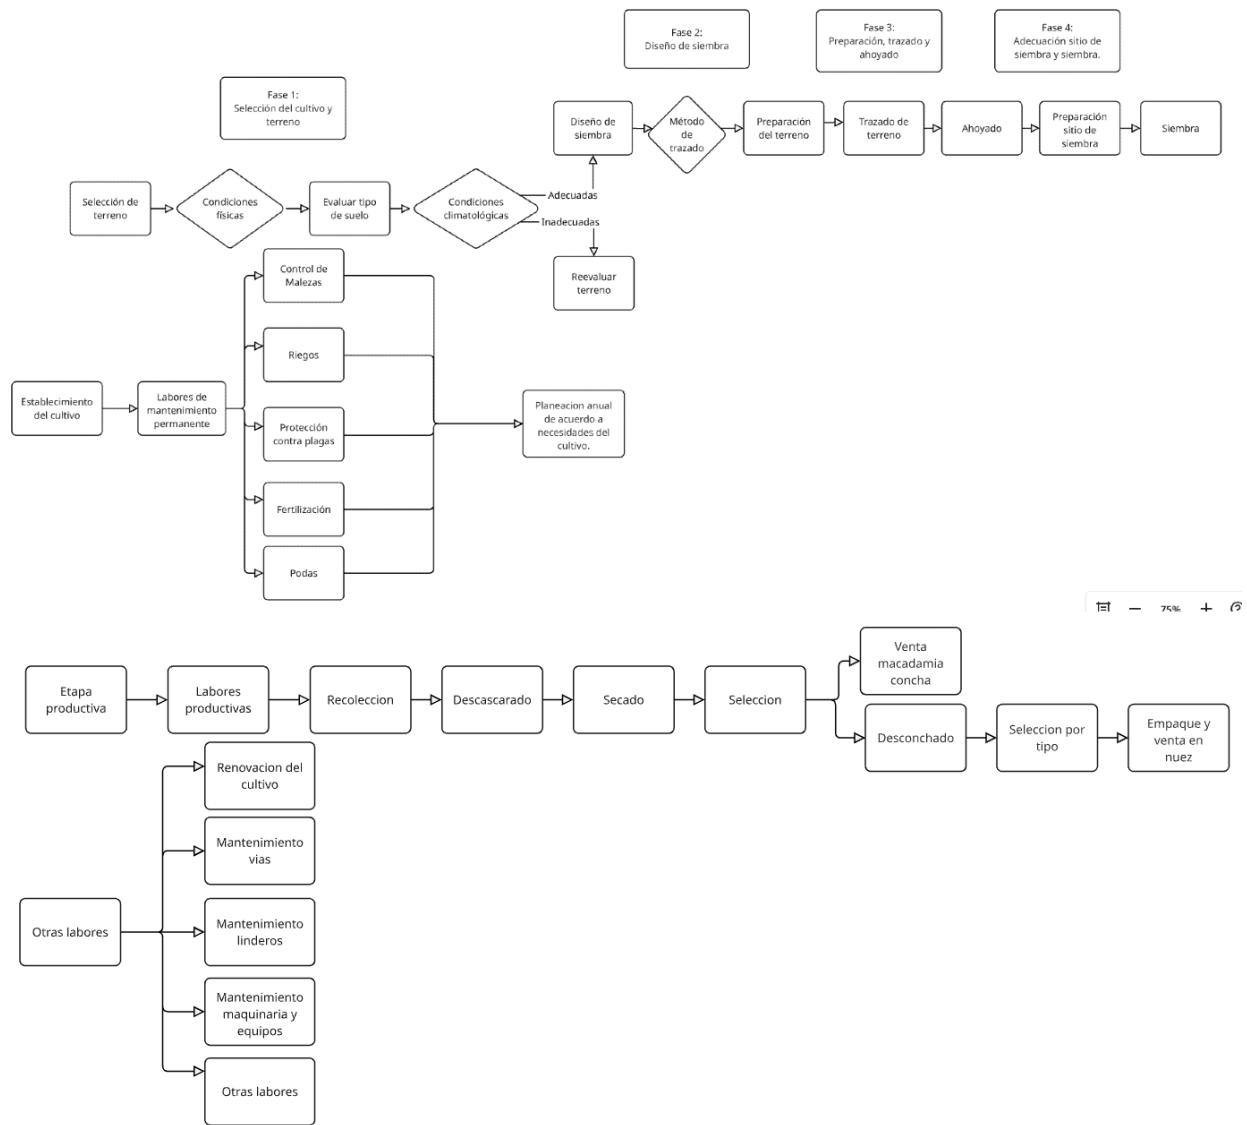 Fase 1:
Selección del cultivo y
terreno
Fase 2:
Diseño de siembra
Fase 3:
Preparación, trazado y
ahoyado
Fase 4:
Adecuación sitio de
siembra y siembra.
Selección de
terreno
Condiciones
físicas
Evaluar tipo
de suelo
Condiciones
climatológicas
Adecuadas
Inadecuadas
Diseño de
siembra
Método
de
trazado
Preparación
del terreno
Trazado de
terreno
Ahoyado
Preparación
sitio de
siembra
Siembra
Reevaluar
terreno
Establecimiento
del cultivo
Labores de
mantenimiento
permanente
Control de
Malezas
Riegos
Protección
contra plagas
Fertilización
Podas
Planeacion anual
de acuerdo a
necesidades del
cultivo.
75%
Etapa
productiva
Labores
productivas
Recoleccion
Descascarado
Secado
Seleccion
Venta
macadamia
concha
Desconchado
Seleccion por
tipo
Empaque y
venta en
nuez
Otras labores
Renovacion del
cultivo
Mantenimiento
vias
Mantenimiento
linderos
Mantenimiento
maquinaria y
equipos
Otras labores